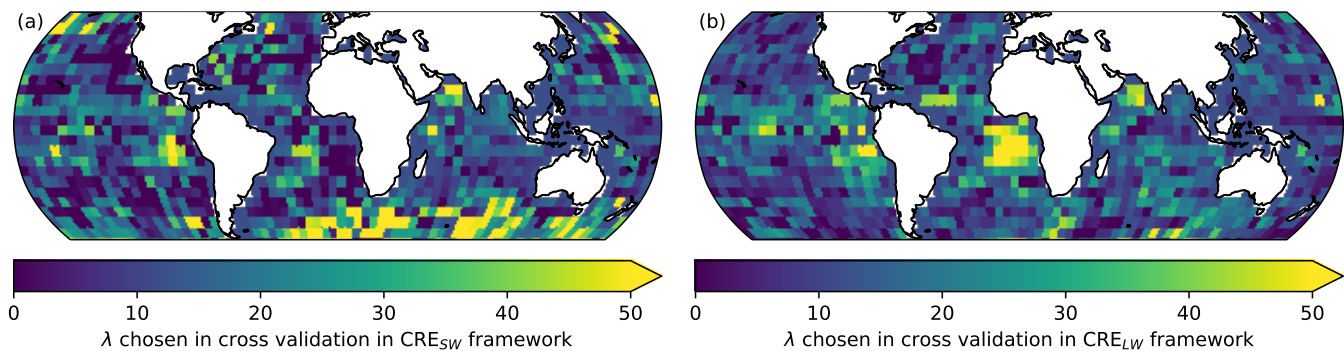 (a)
(b)
0 10 20 30 40 50
0 10 20 30 40 50
λ chosen in cross validation in CRE_SW framework
λ chosen in cross validation in CRE_LW framework